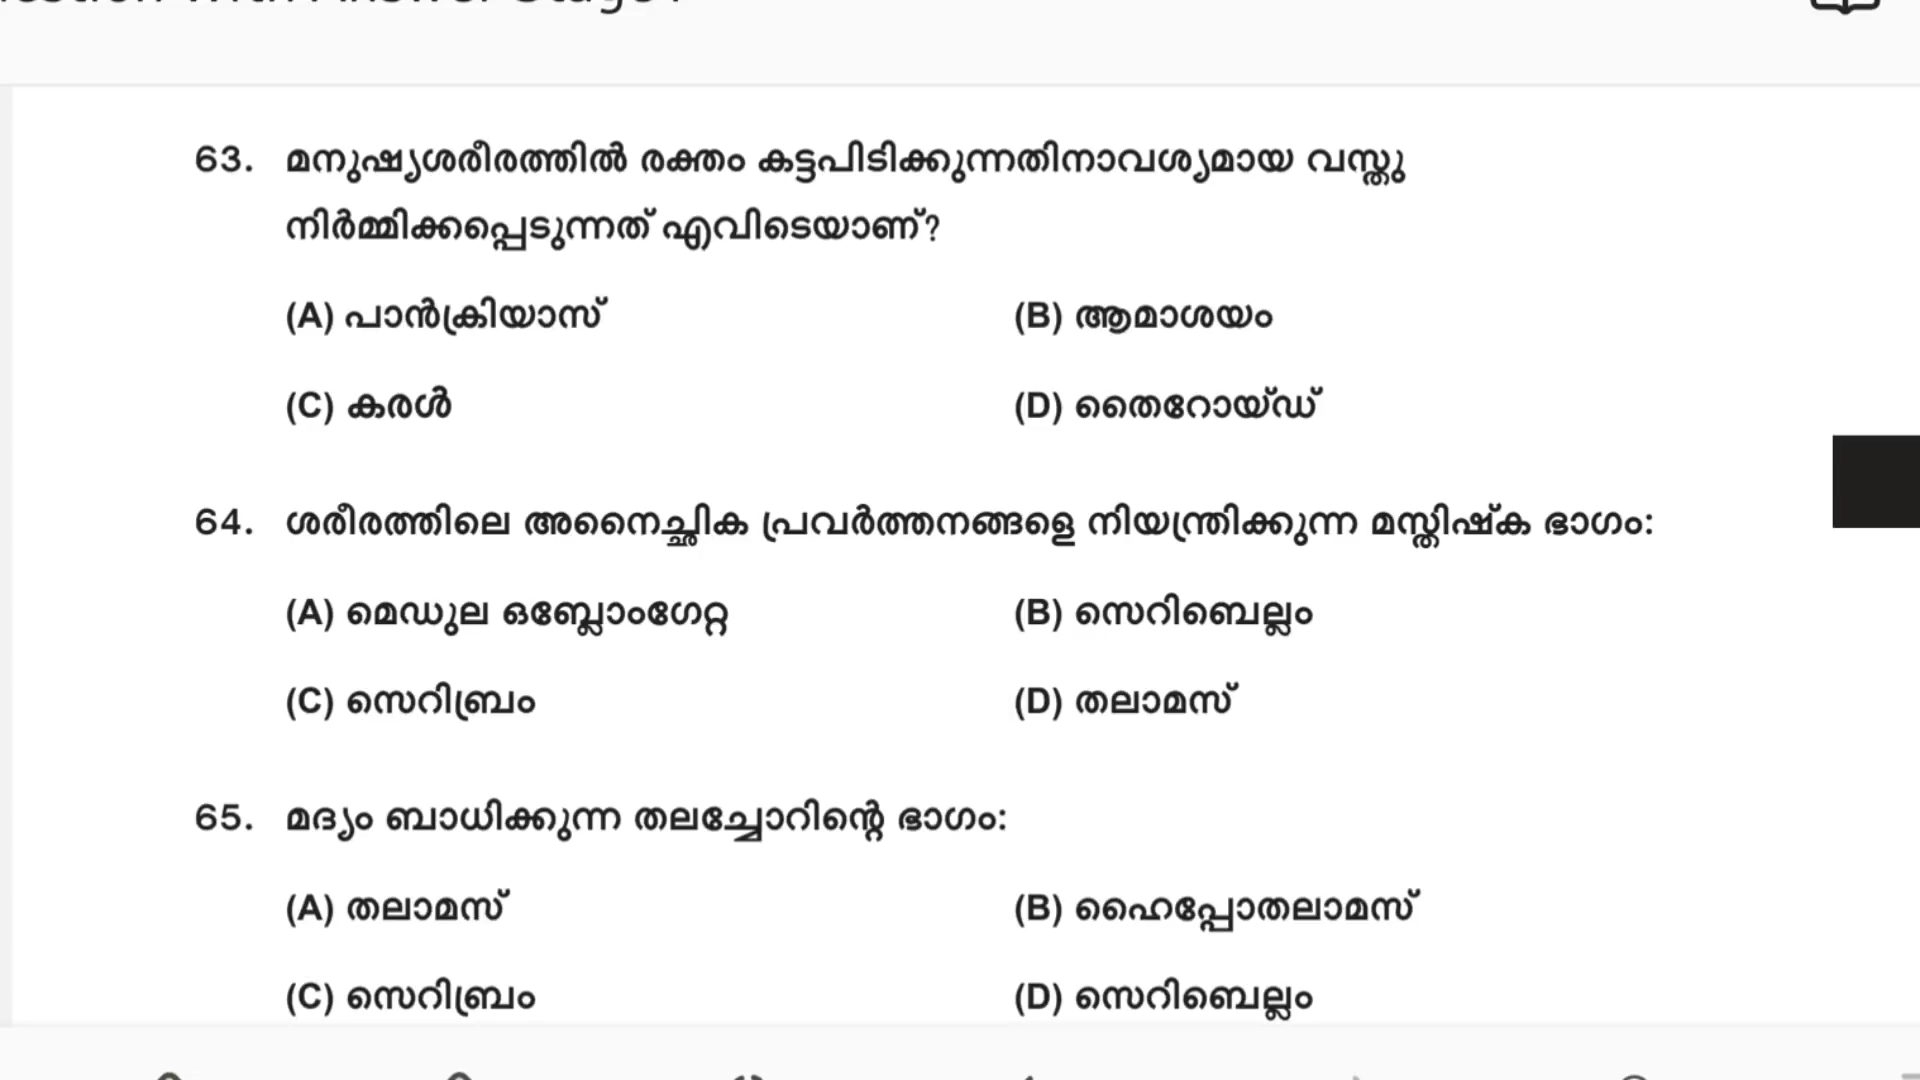 63. മനുഷ്യശരീരത്തിൽ രക്തം കട്ടപിടിക്കുന്നതിനാവശ്യമായ വസ്തു
നിർമ്മിക്കപ്പെടുന്നത് എവിടെയാണ്?
(A) പാൻക്രിയാസ് (B) ആമാശയം
(C) കരൾ (D) തൈറോയ്ഡ്
64. ശരീരത്തിലെ അനൈച്ഛിക പ്രവർത്തനങ്ങളെ നിയന്ത്രിക്കുന്ന മസ്തിഷ്ക ഭാഗം:
(A) മെഡുല ഒബ്ലോംഗേറ്റ (B) സെറിബെല്ലം
(C) സെറിബ്രം (D) തലാമസ്
65. മദ്യം ബാധിക്കുന്ന തലച്ചോറിന്റെ ഭാഗം:
(A) തലാമസ് (B) ഹൈപ്പോതലാമസ്
(C) സെറിബ്രം (D) സെറിബെല്ലം